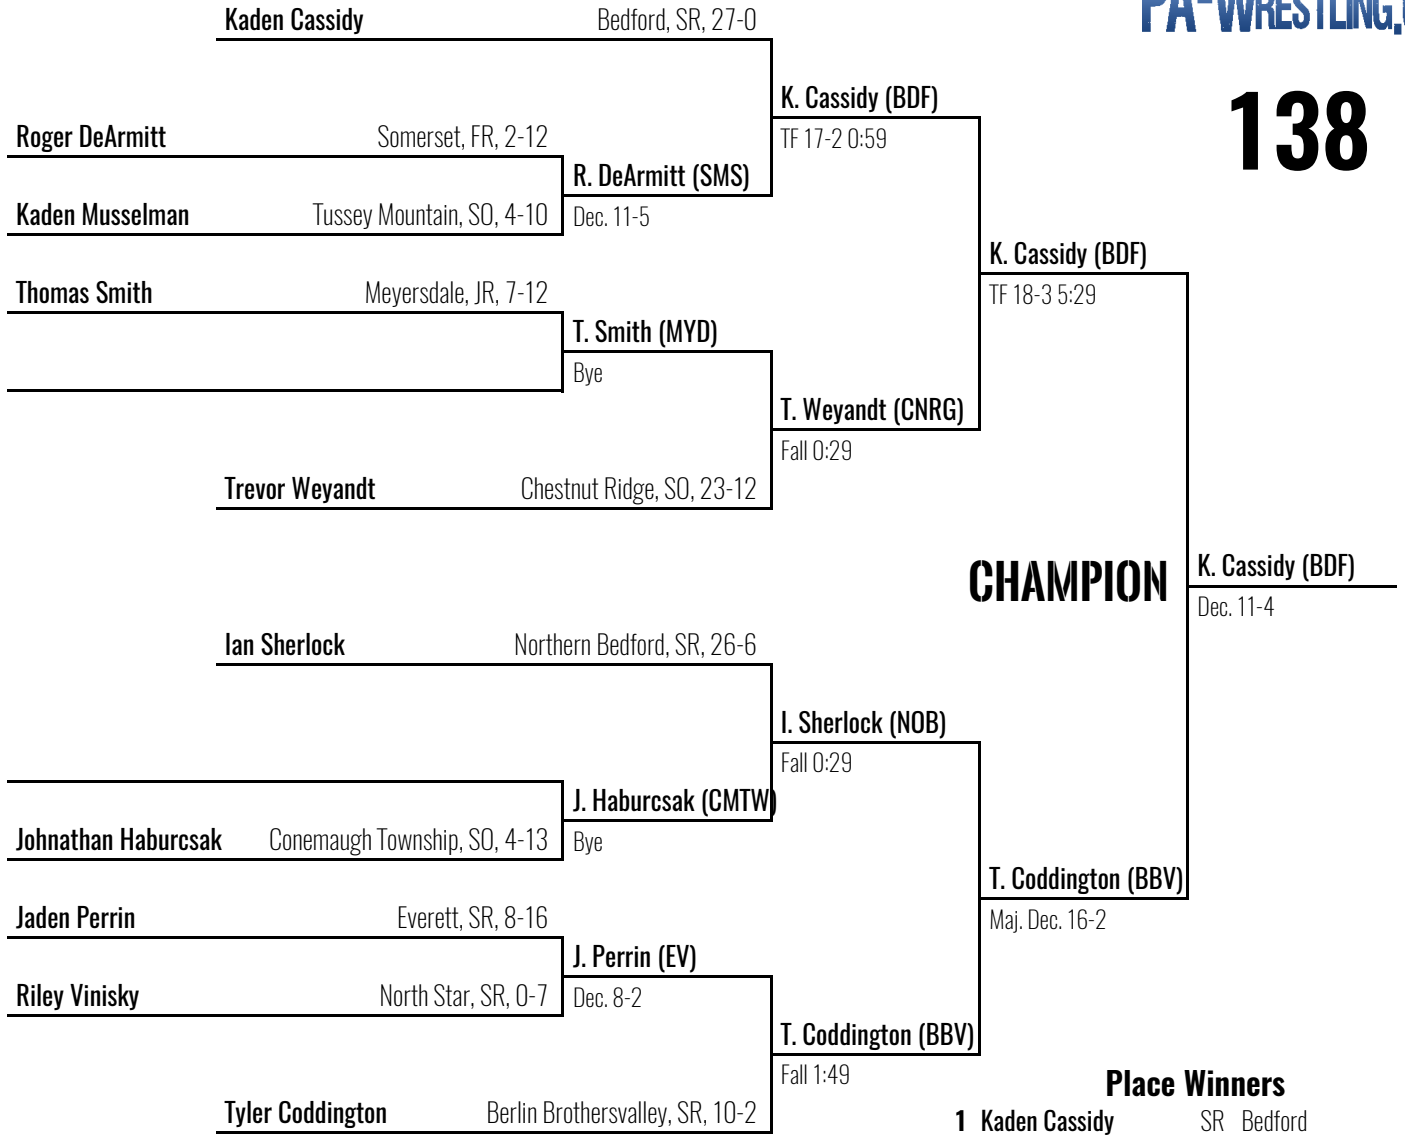 Kaden Cassidy Bedford, SR, 27-0
PA-WRESTLING.
138
K. Cassidy (BDF)
TF 17-2 0:59
Roger DeArmitt Somerset, FR, 2-12
R. DeArmitt (SMS)
Dec. 11-5
Kaden Musselman Tussey Mountain, SO, 4-10
K. Cassidy (BDF)
TF 18-3 5:29
Thomas Smith Meyersdale, JR, 7-12
T. Smith (MYD)
Bye
T. Weyandt (CNRG)
Fall 0:29
Trevor Weyandt Chestnut Ridge, SO, 23-12
CHAMPION
K. Cassidy (BDF)
Dec. 11-4
Ian Sherlock Northern Bedford, SR, 26-6
I. Sherlock (NOB)
Fall 0:29
J. Haburcsak (CMTW)
Bye
Johnathan Haburcsak Conemaugh Township, SO, 4-13
T. Coddington (BBV)
Maj. Dec. 16-2
Jaden Perrin Everett, SR, 8-16
J. Perrin (EV)
Dec. 8-2
Riley Vinisky North Star, SR, 0-7
T. Coddington (BBV)
Fall 1:49
Tyler Coddington Berlin Brothersvalley, SR, 10-2
Place Winners
1 Kaden Cassidy SR Bedford